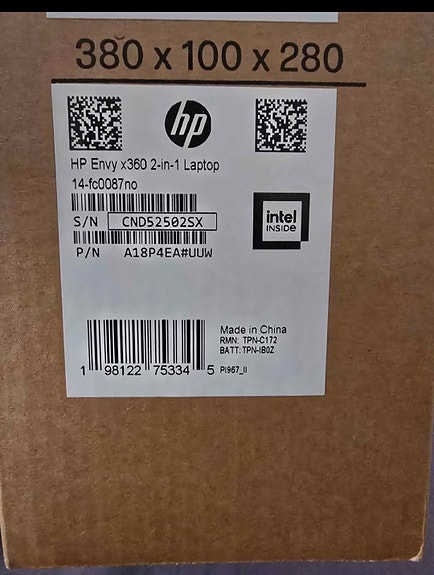 380 x 100 x 280
hp
HP Envy x360 2-in-1 Laptop
14-fc0087no
S/N CND52502SX
P/N A18P4EA#UUW
intel
INSIDE
Made in China
RMN: TPN-C172
BATT: TPN-IB0Z
1 98122 75334 5
PI967_II